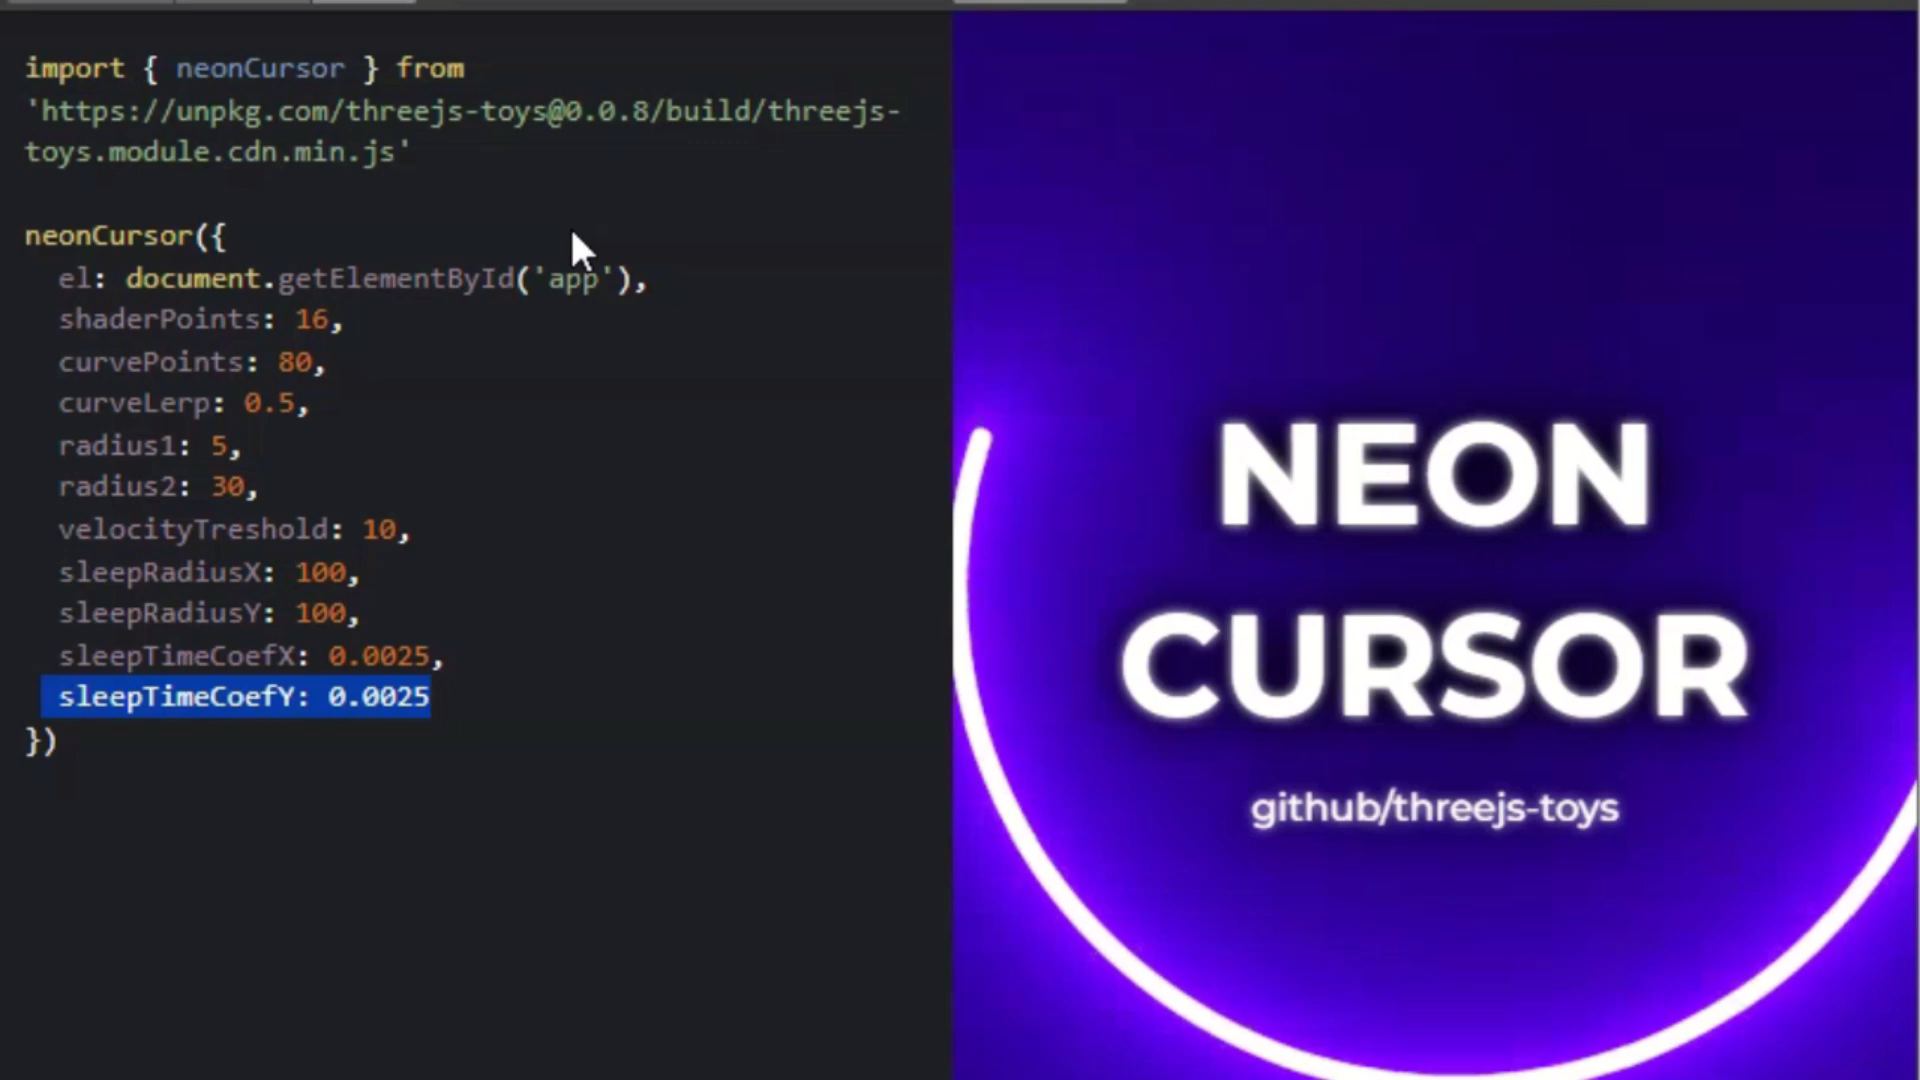 import { neonCursor } from
'https://unpkg.com/threejs-toys@0.0.8/build/threejs-
toys.module.cdn.min.js'
neonCursor({
el: document.getElementById('app'),
shaderPoints: 16,
curvePoints: 80,
curveLerp: 0.5,
radius1: 5,
radius2: 30,
velocityTreshold: 10,
sleepRadiusX: 100,
sleepRadiusY: 100,
sleepTimeCoefX: 0.0025,
sleepTimeCoefY: 0.0025
})
NEON
CURSOR
github/threejs-toys